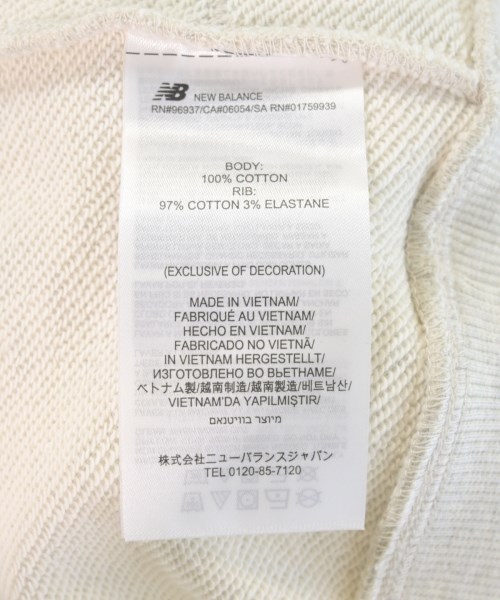 NB NEW BALANCE
RN#96937/CA#06054/SA RN#01759939
BODY:
100% COTTON
RIB:
97% COTTON 3% ELASTANE
(EXCLUSIVE OF DECORATION)
MADE IN VIETNAM/
FABRIQUÉ AU VIETNAM/
HECHO EN VIETNAM/
FABRICADO NO VIETNÃ/
IN VIETNAM HERGESTELLT/
ИЗГОТОВЛЕНО ВО ВЬЕТНАМЕ/
ベトナム製/越南制造/越南製造/베트남산/
VIETNAM'DA YAPILMIŞTIR/
מיוצר בוויטנאם
株式会社ニューバランスジャパン
TEL 0120-85-7120